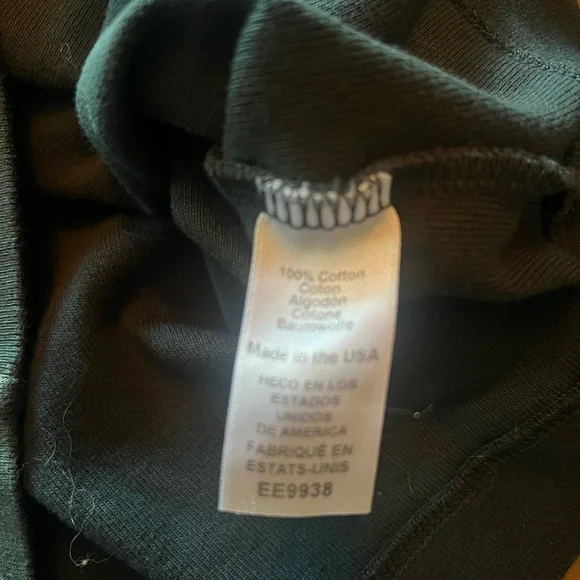 100% Cotton
Coton
Algodón
Cotone
Baumwolle
Made in the USA
HECO EN LOS
ESTADOS
UNIDOS
DE AMERICA
FABRIQUÉ EN
ESTATS-UNIS
EE9938